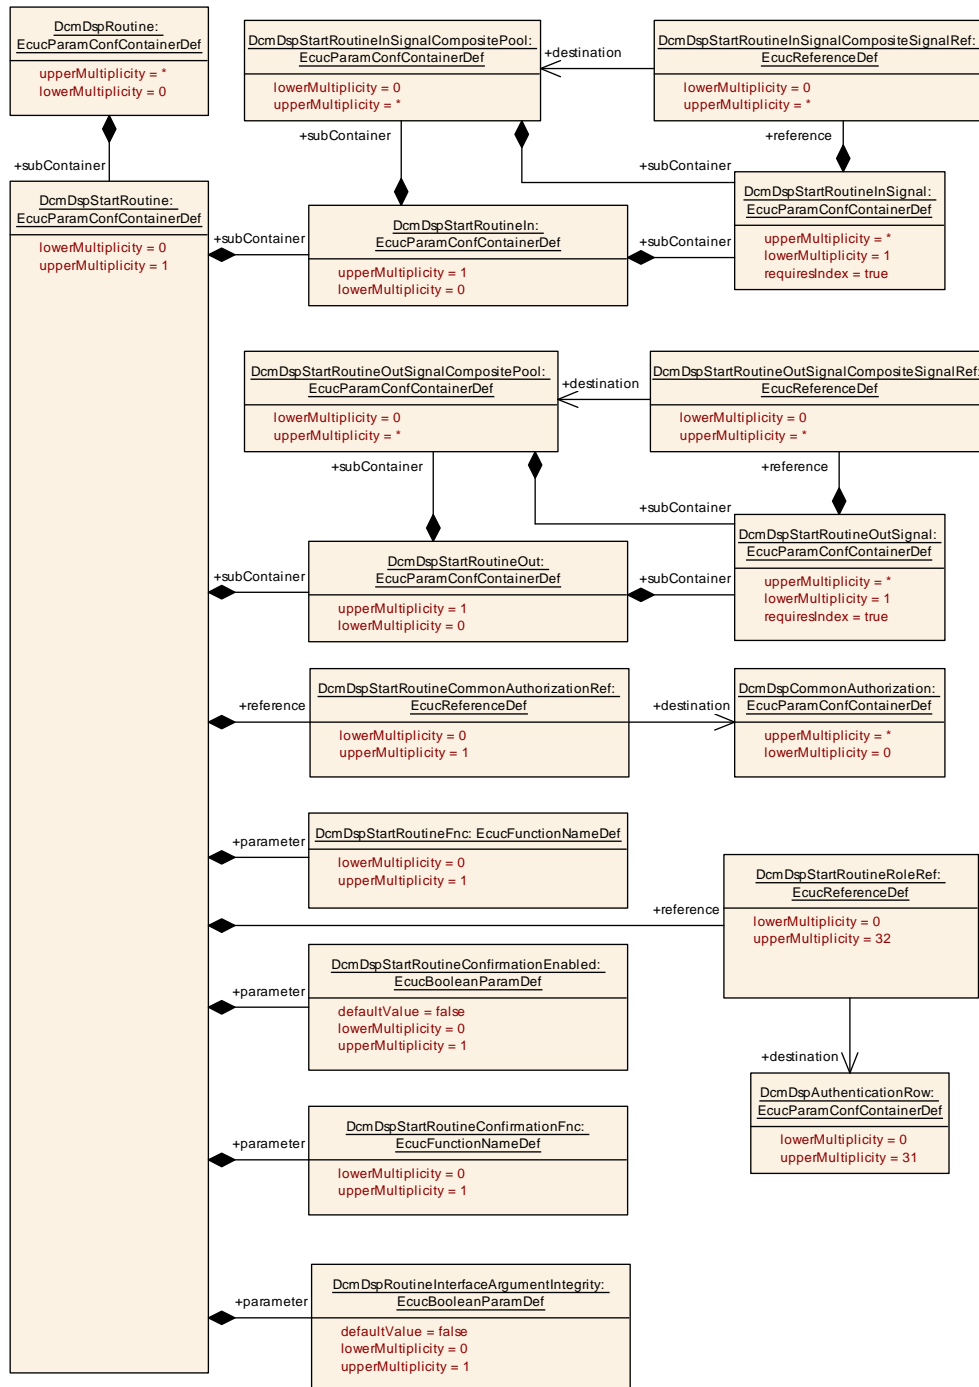 DcmDspRoutine:
EcucParamConfContainerDef
upperMultiplicity = *
lowerMultiplicity = 0
+subContainer
DcmDspStartRoutine:
EcucParamConfContainerDef
lowerMultiplicity = 0
upperMultiplicity = 1
DcmDspStartRoutineInSignalCompositePool:
EcucParamConfContainerDef
lowerMultiplicity = 0
upperMultiplicity = *
+destination
DcmDspStartRoutineInSignalCompositeSignalRef:
EcucReferenceDef
lowerMultiplicity = 0
upperMultiplicity = *
+subContainer
+reference
+subContainer
DcmDspStartRoutineInSignal:
EcucParamConfContainerDef
upperMultiplicity = *
lowerMultiplicity = 1
requiresIndex = true
+subContainer
DcmDspStartRoutineIn:
EcucParamConfContainerDef
upperMultiplicity = 1
lowerMultiplicity = 0
+subContainer
DcmDspStartRoutineOutSignalCompositePool:
EcucParamConfContainerDef
lowerMultiplicity = 0
upperMultiplicity = *
+destination
DcmDspStartRoutineOutSignalCompositeSignalRef:
EcucReferenceDef
lowerMultiplicity = 0
upperMultiplicity = *
+subContainer
+reference
+subContainer
DcmDspStartRoutineOutSignal:
EcucParamConfContainerDef
upperMultiplicity = *
lowerMultiplicity = 1
requiresIndex = true
+subContainer
DcmDspStartRoutineOut:
EcucParamConfContainerDef
upperMultiplicity = 1
lowerMultiplicity = 0
+subContainer
+reference
DcmDspStartRoutineCommonAuthorizationRef:
EcucReferenceDef
lowerMultiplicity = 0
upperMultiplicity = 1
+destination
DcmDspCommonAuthorization:
EcucParamConfContainerDef
upperMultiplicity = *
lowerMultiplicity = 0
+parameter
DcmDspStartRoutineFnc: EcucFunctionNameDef
lowerMultiplicity = 0
upperMultiplicity = 1
+reference
DcmDspStartRoutineRoleRef:
EcucReferenceDef
lowerMultiplicity = 0
upperMultiplicity = 32
+parameter
DcmDspStartRoutineConfirmationEnabled:
EcucBooleanParamDef
defaultValue = false
lowerMultiplicity = 0
upperMultiplicity = 1
+destination
DcmDspAuthenticationRow:
EcucParamConfContainerDef
lowerMultiplicity = 0
upperMultiplicity = 31
+parameter
DcmDspStartRoutineConfirmationFnc:
EcucFunctionNameDef
lowerMultiplicity = 0
upperMultiplicity = 1
+parameter
DcmDspRoutineInterfaceArgumentIntegrity:
EcucBooleanParamDef
defaultValue = false
lowerMultiplicity = 0
upperMultiplicity = 1